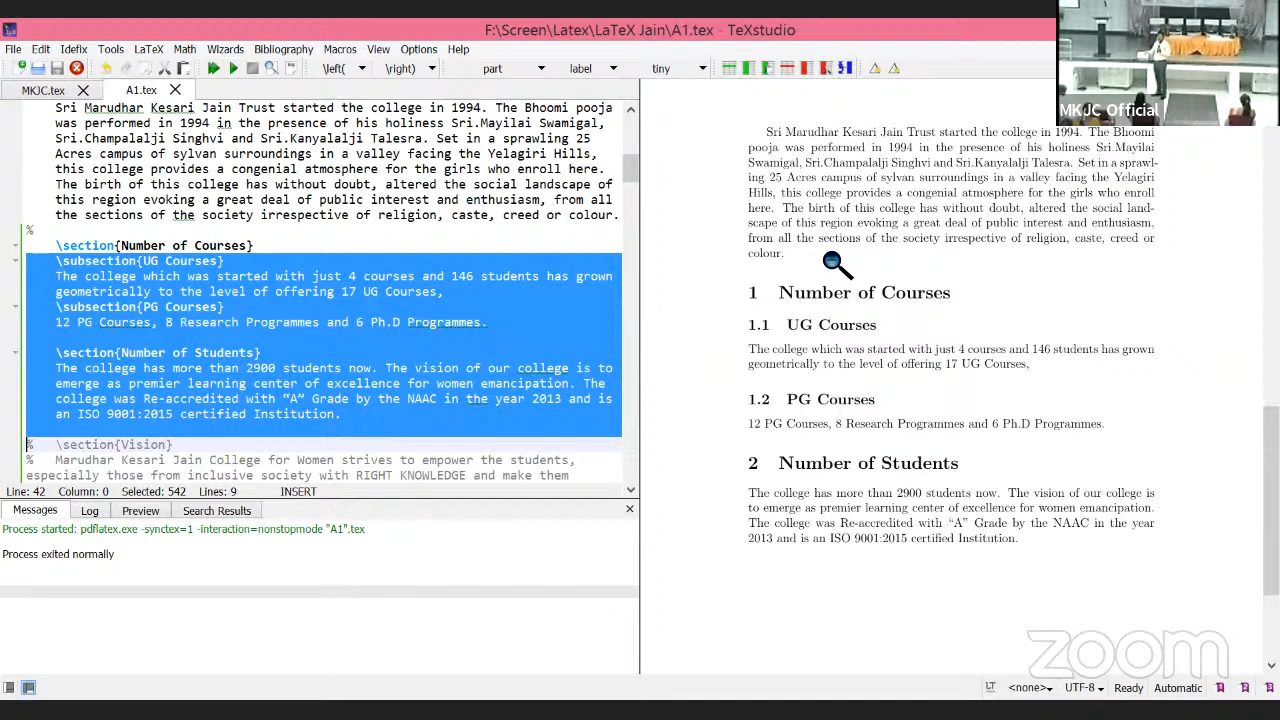 F:\Screen\Latex\LaTeX Jain\A1.tex - TeXstudio
File Edit Idefix Tools LaTeX Math Wizards Bibliography Macros View Options Help
\left( \right) part label tiny
MKJC.tex A1.tex
Sri Marudhar Kesari Jain Trust started the college in 1994. The Bhoomi pooja
was performed in 1994 in the presence of his holiness Sri.Mayilai Swamigal,
Sri.Champalalji Singhvi and Sri.Kanyalalji Talesra. Set in a sprawling 25
Acres campus of sylvan surroundings in a valley facing the Yelagiri Hills,
this college provides a congenial atmosphere for the girls who enroll here.
The birth of this college has without doubt, altered the social landscape of
this region evoking a great deal of public interest and enthusiasm, from all
the sections of the society irrespective of religion, caste, creed or colour.
%
\section{Number of Courses}
\subsection{UG Courses}
The college which was started with just 4 courses and 146 students has grown
geometrically to the level of offering 17 UG Courses,
\subsection{PG Courses}
12 PG Courses, 8 Research Programmes and 6 Ph.D Programmes.
\section{Number of Students}
The college has more than 2900 students now. The vision of our college is to
emerge as premier learning center of excellence for women emancipation. The
college was Re-accredited with “A” Grade by the NAAC in the year 2013 and is
an ISO 9001:2015 certified Institution.
% \section{Vision}
% Marudhar Kesari Jain College for Women strives to empower the students,
especially those from inclusive society with RIGHT KNOWLEDGE and make them
Line: 42 Column: 0 Selected: 542 Lines: 9 INSERT
Messages Log Preview Search Results
Process started: pdflatex.exe -synctex=1 -interaction=nonstopmode "A1".tex
Process exited normally
Sri Marudhar Kesari Jain Trust started the college in 1994. The Bhoomi
pooja was performed in 1994 in the presence of his holiness Sri.Mayilai
Swamigal, Sri.Champalalji Singhvi and Sri.Kanyalalji Talesra. Set in a sprawl-
ing 25 Acres campus of sylvan surroundings in a valley facing the Yelagiri
Hills, this college provides a congenial atmosphere for the girls who enroll
here. The birth of this college has without doubt, altered the social land-
scape of this region evoking a great deal of public interest and enthusiasm,
from all the sections of the society irrespective of religion, caste, creed or
colour.
1 Number of Courses
1.1 UG Courses
The college which was started with just 4 courses and 146 students has grown
geometrically to the level of offering 17 UG Courses,
1.2 PG Courses
12 PG Courses, 8 Research Programmes and 6 Ph.D Programmes.
2 Number of Students
The college has more than 2900 students now. The vision of our college is
to emerge as premier learning center of excellence for women emancipation.
The college was Re-accredited with “A” Grade by the NAAC in the year
2013 and is an ISO 9001:2015 certified Institution.
MKJC Official
zoom
LT <none> UTF-8 Ready Automatic